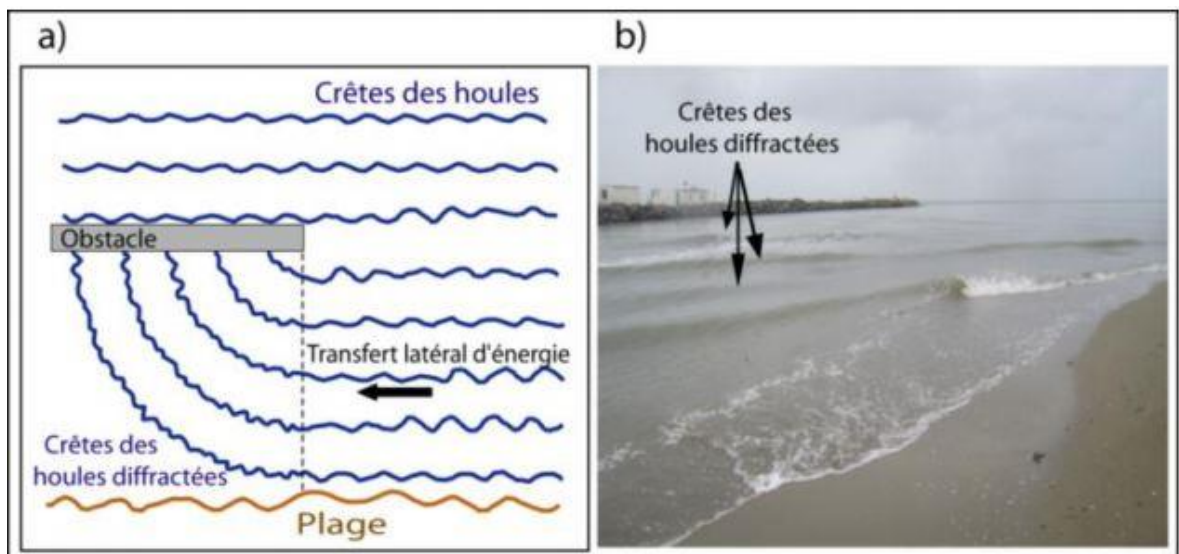 a)
Crêtes des houles
Obstacle
Transfert latéral d'énergie
Crêtes des
houles diffractées
Plage
b)
Crêtes des
houles diffractées